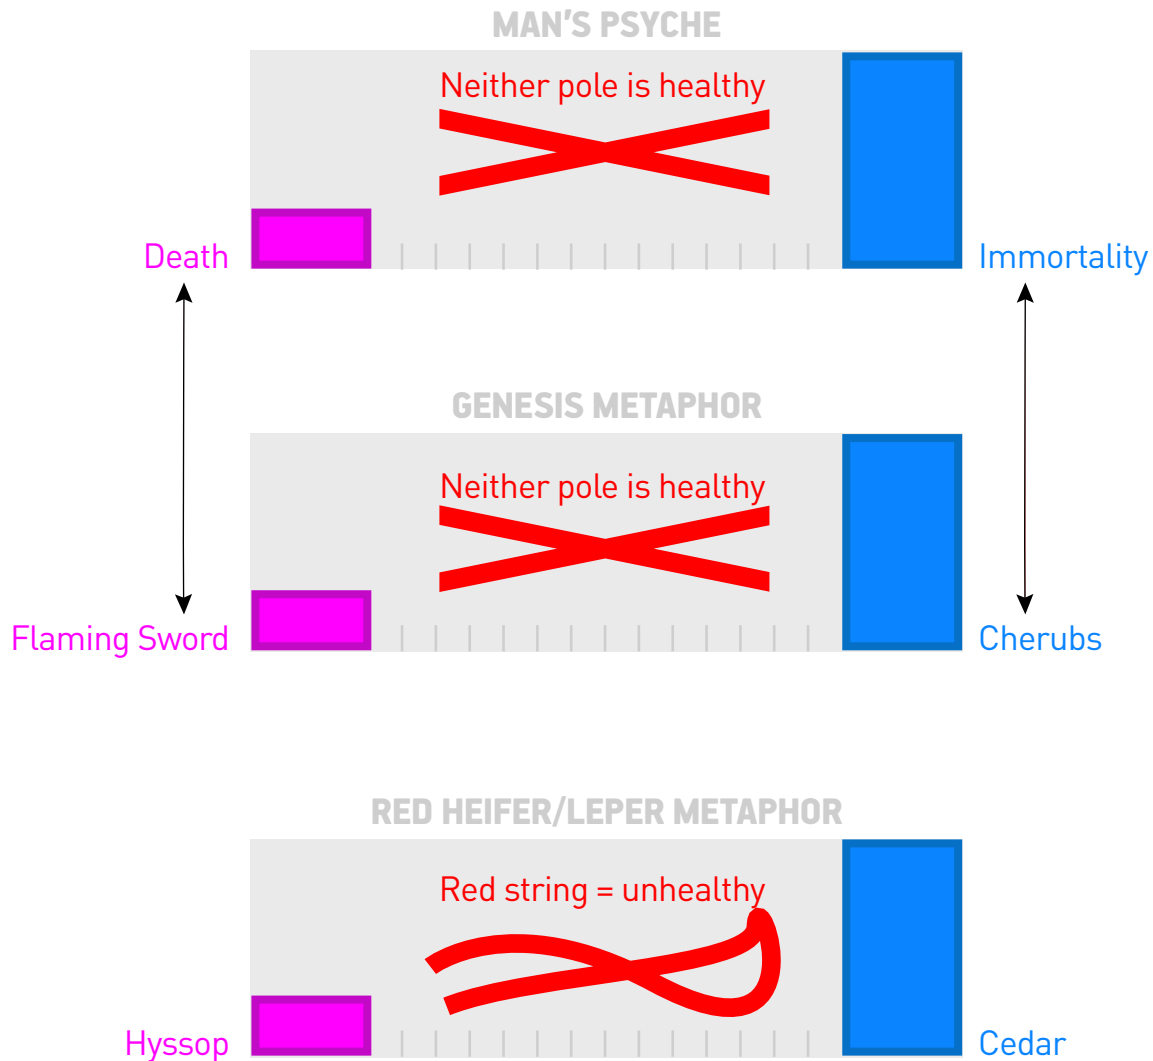 MAN'S PSYCHE
Neither pole is healthy
Death
Immortality
GENESIS METAPHOR
Neither pole is healthy
Flaming Sword
Cherubs
RED HEIFER/LEPER METAPHOR
Red string = unhealthy
Hyssop
Cedar